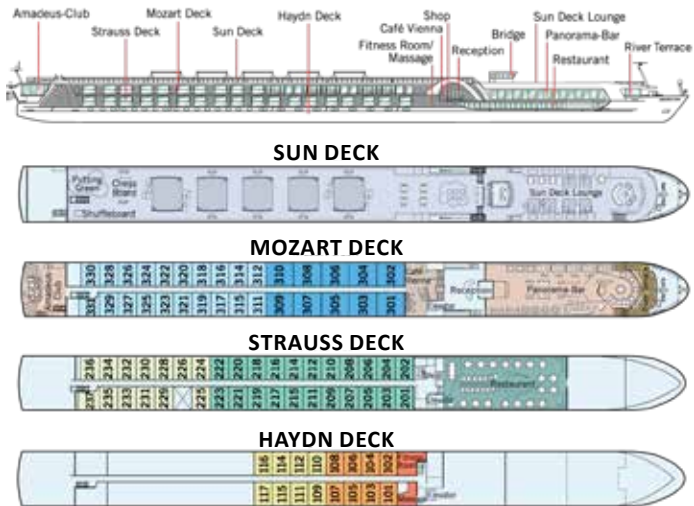 Amadeus-Club
Mozart Deck
Haydn Deck
Shop
Sun Deck Lounge
Strauss Deck
Sun Deck
Café Vienna
Bridge
Panorama-Bar
Fitness Room/
Massage
Reception
River Terrace
Restaurant
SUN DECK
Putting
Green
Chess
Board
Shuffleboard
Sun Deck Lounge
MOZART DECK
330 328 326 324 322 320 318 316 314 312 310 308 306 304 302
331 329 327 325 323 321 319 317 315 311 309 307 305 303 301
Amadeus
Club
Café
Vienna
Reception
Panorama-Bar
STRAUSS DECK
236 234 232 230 228 226 224 222 220 218 216 214 212 210 208 206 204 202
237 235 233 231 229 225 223 221 219 217 215 211 209 207 205 203 201
Restaurant
HAYDN DECK
116 114 112 110 108 106 104 102
117 115 111 109 107 105 103 101